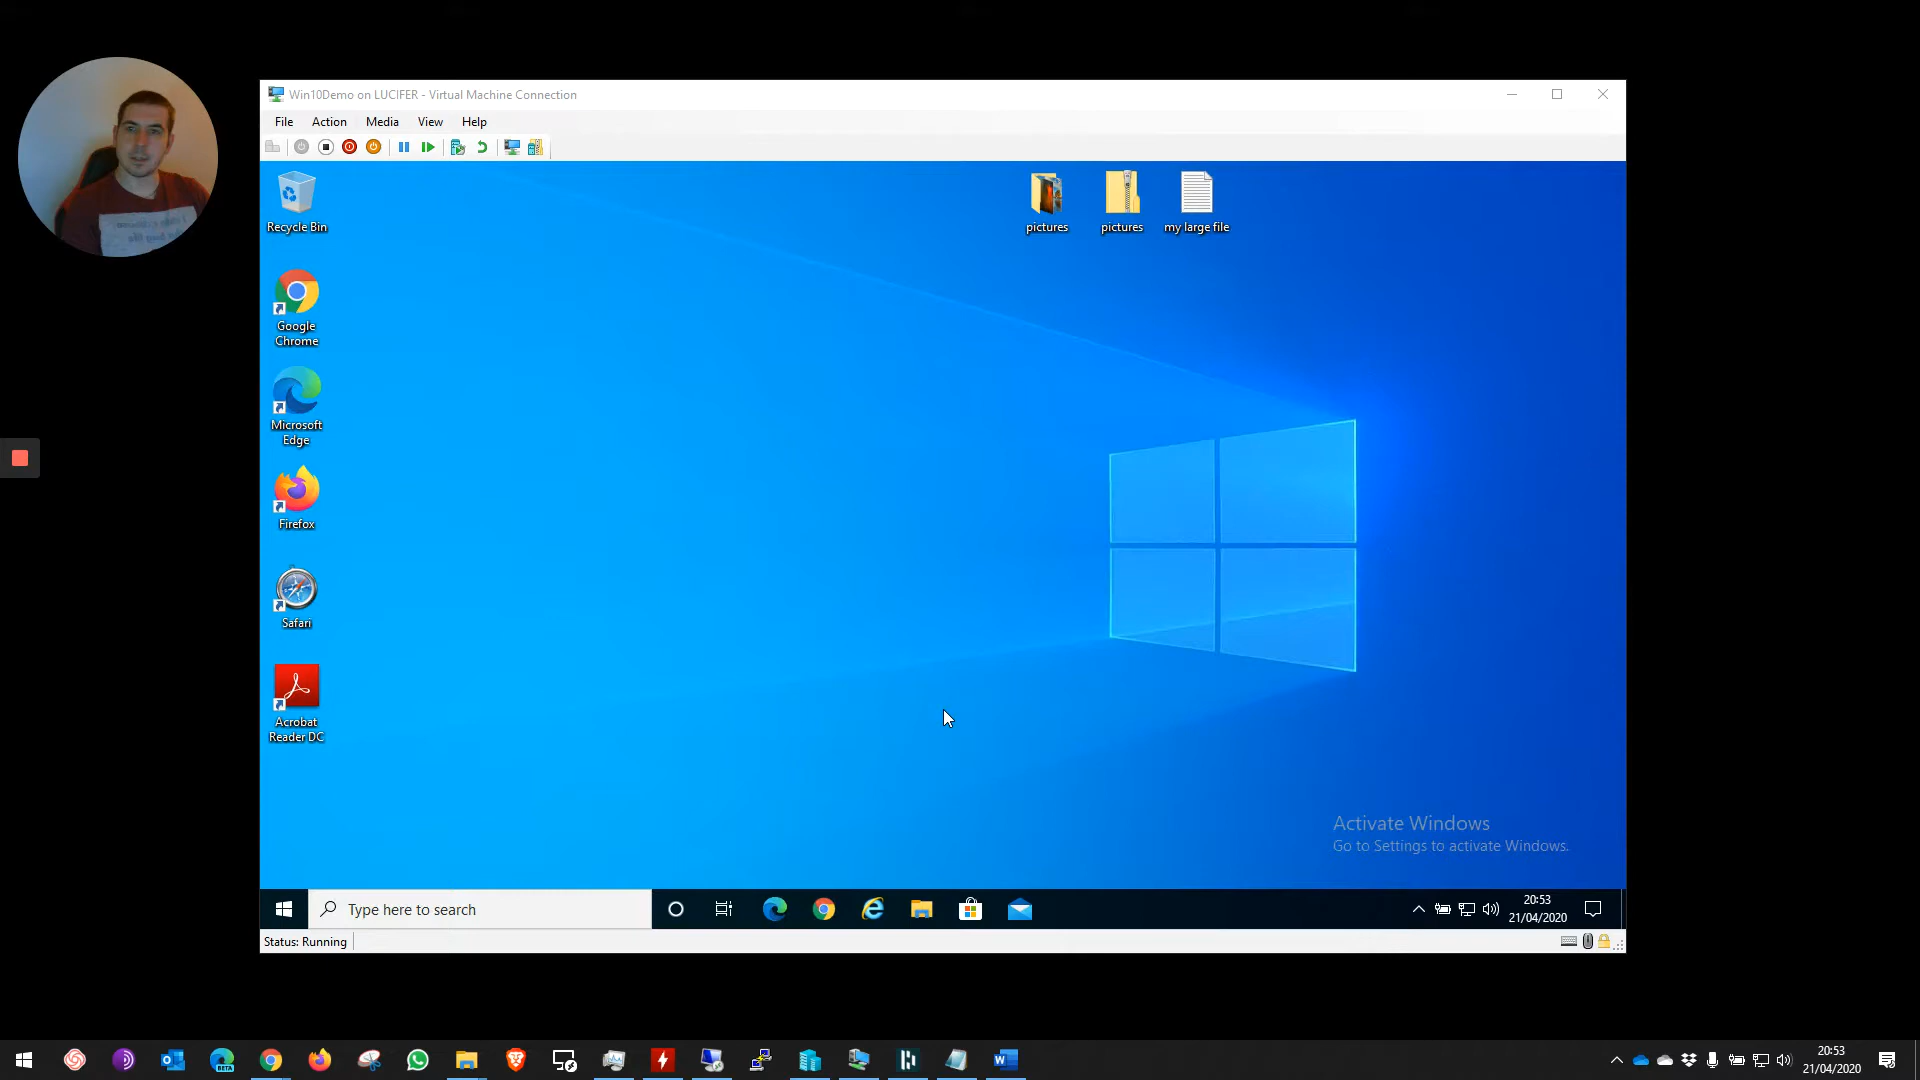 Win10Demo on LUCIFER - Virtual Machine Connection
File Action Media View Help
Recycle Bin
pictures
pictures
my large file
Google
Chrome
Microsoft
Edge
Firefox
Safari
Acrobat
Reader DC
Activate Windows
Go to Settings to activate Windows.
Type here to search
20:53
21/04/2020
Status: Running
BETA
20:53
21/04/2020